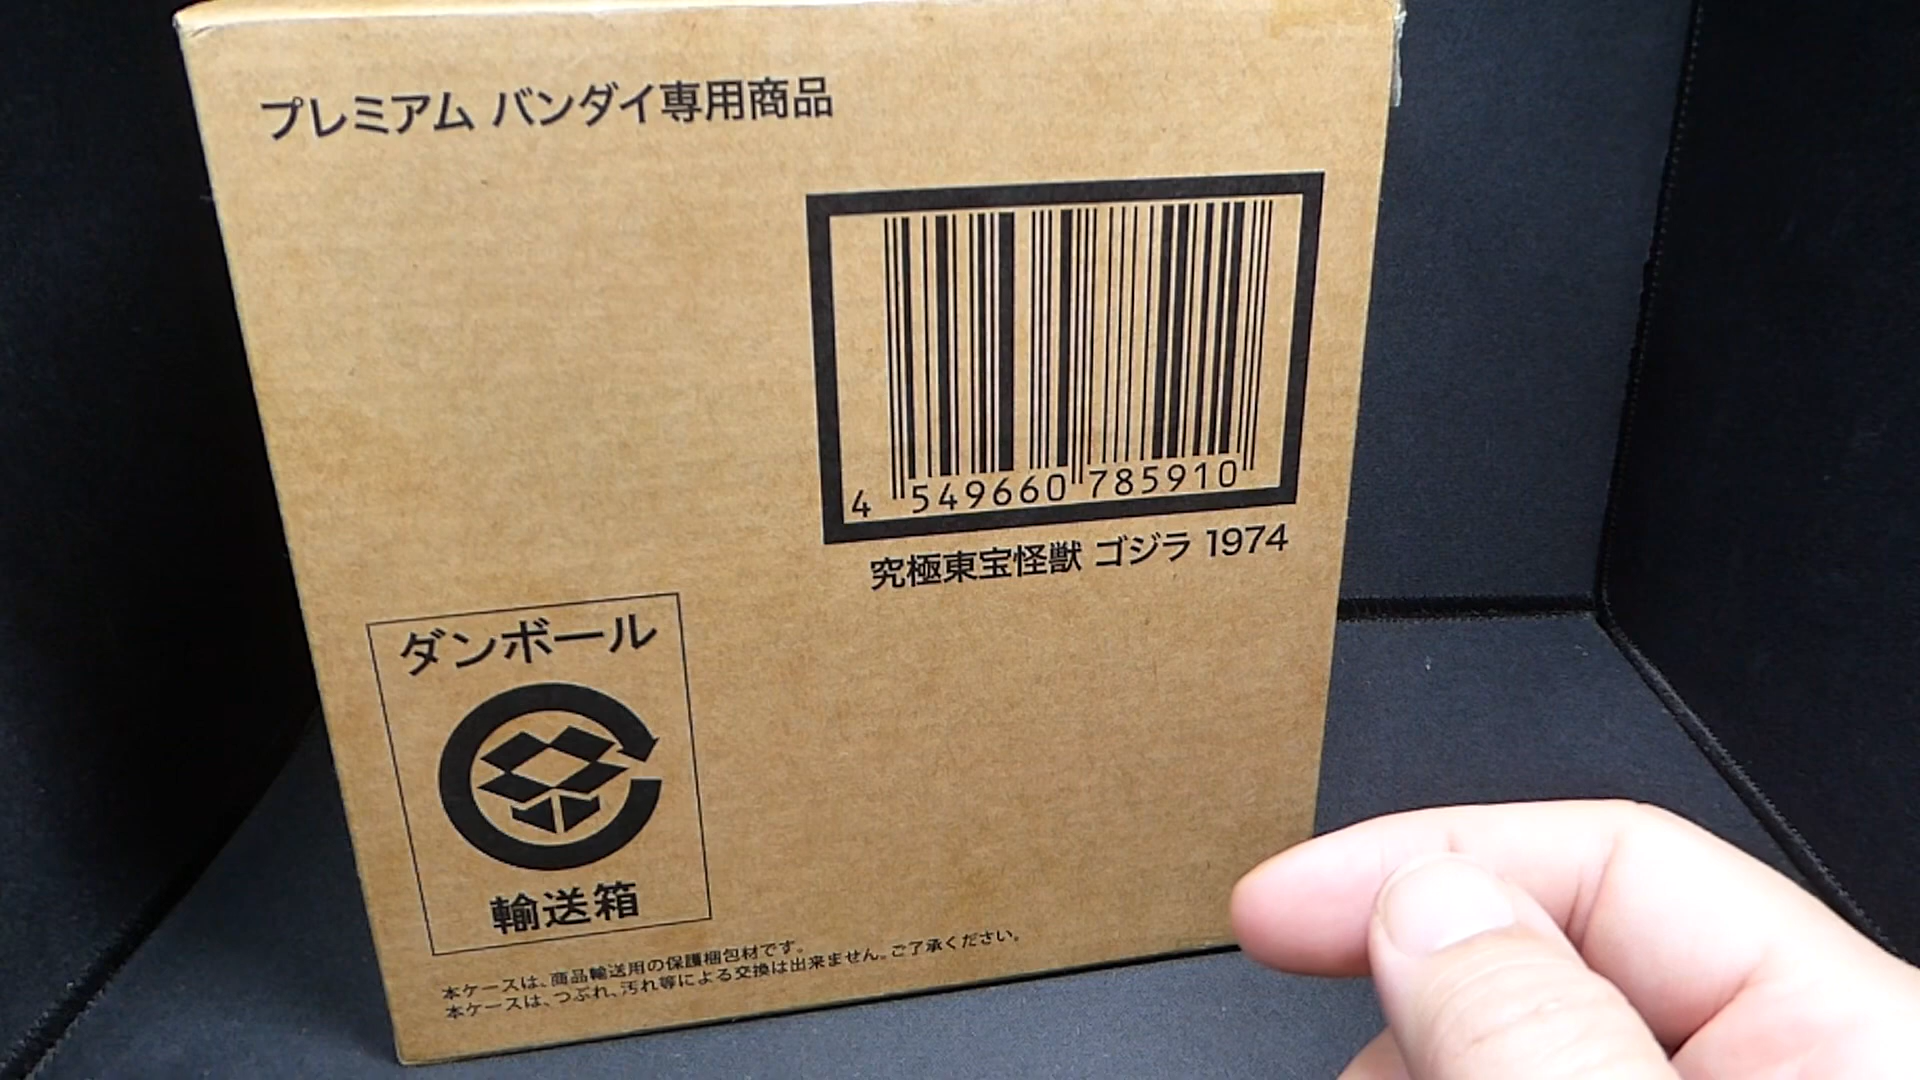 プレミアム バンダイ専用商品
4 549660 785910
究極東宝怪獣 ゴジラ 1974
ダンボール
輸送箱
本ケースは、商品輸送用の保護梱包材です。
本ケースは、つぶれ、汚れ等による交換は出来ません。ご了承ください。